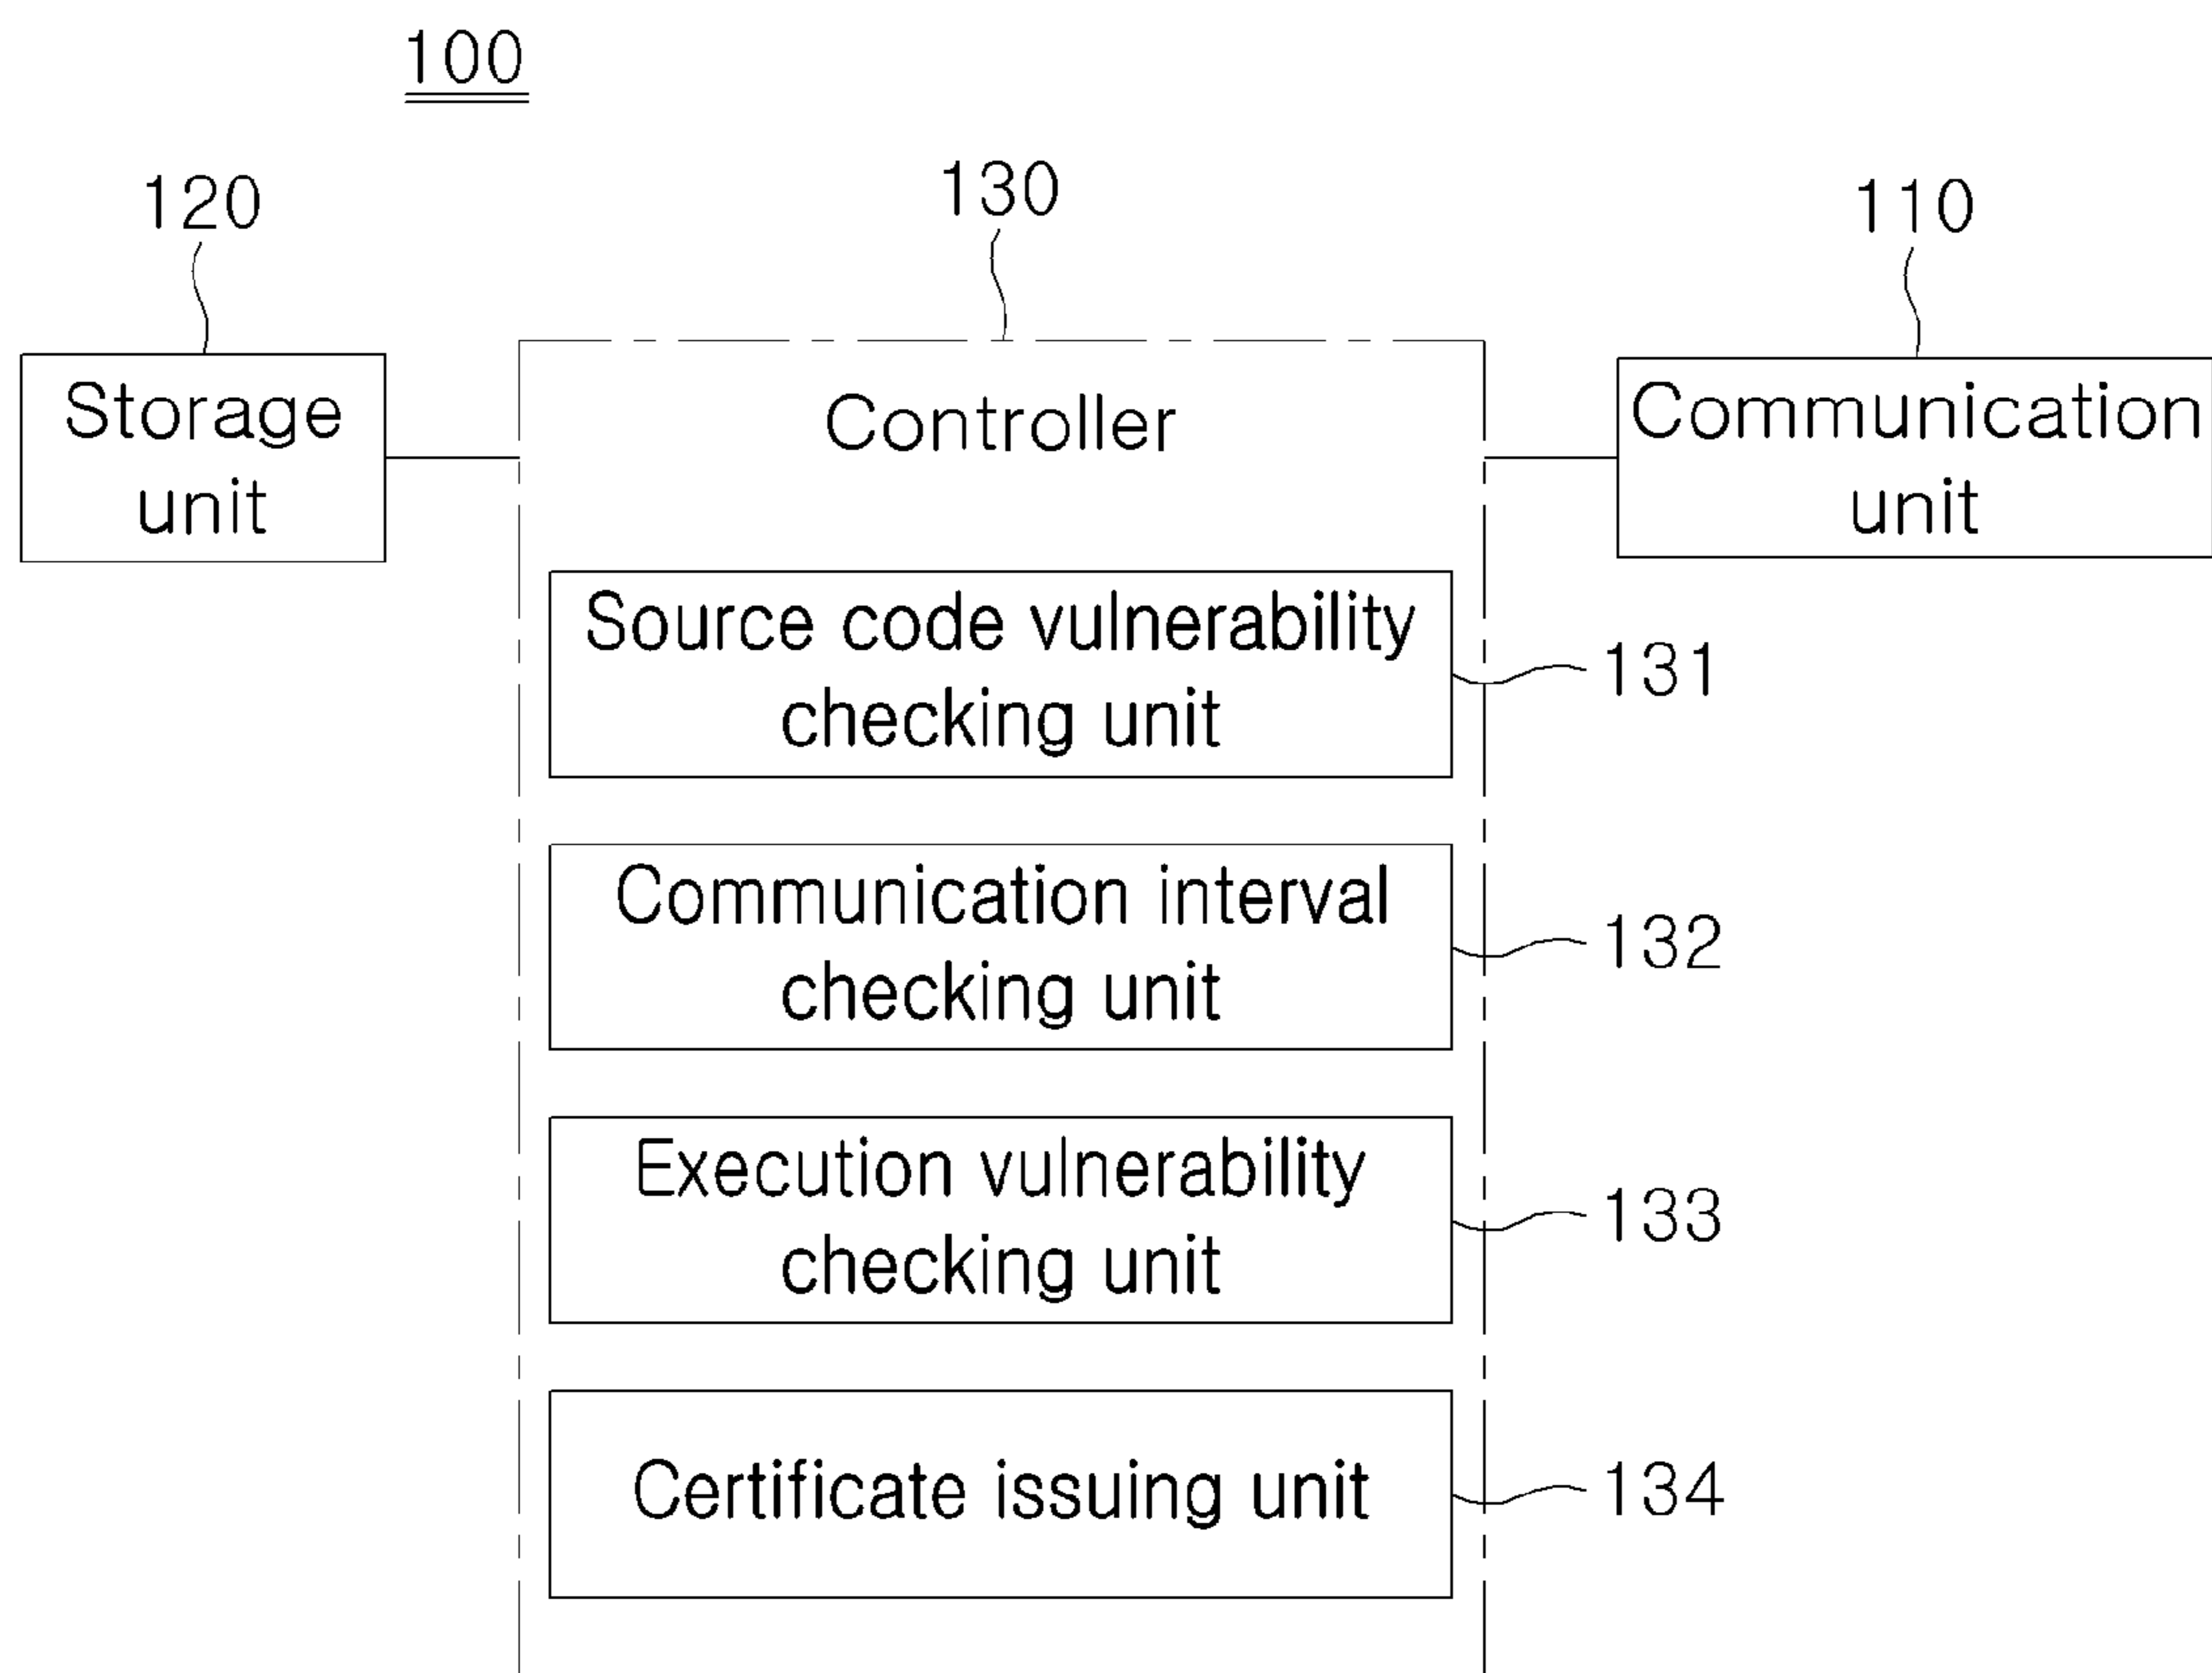 100
120
130
110
Storage
unit
Controller
Communication
unit
Source code vulnerability
checking unit
131
Communication interval
checking unit
132
Execution vulnerability
checking unit
133
Certificate issuing unit
134